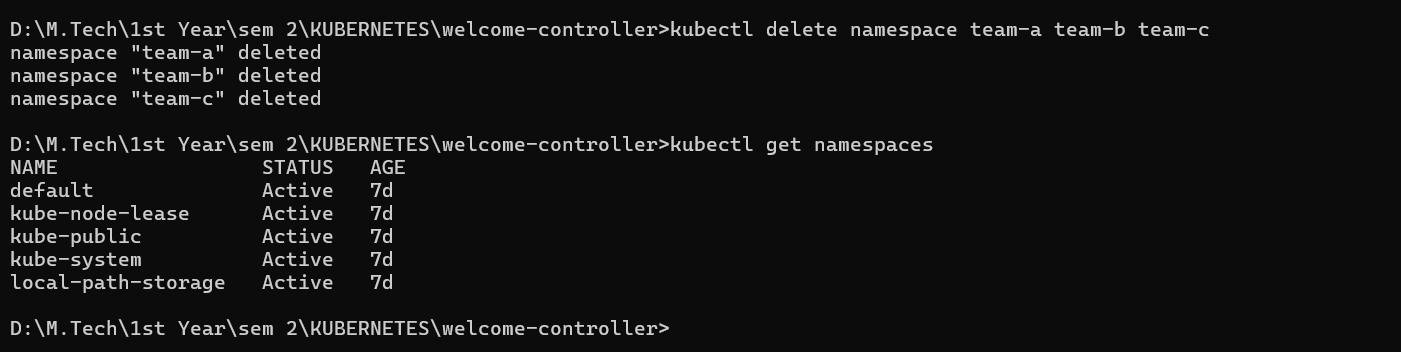 D:\M.Tech\1st Year\sem 2\KUBERNETES\welcome-controller>kubectl delete namespace team-a team-b team-c
namespace "team-a" deleted
namespace "team-b" deleted
namespace "team-c" deleted
D:\M.Tech\1st Year\sem 2\KUBERNETES\welcome-controller>kubectl get namespaces
NAME                 STATUS   AGE
default              Active   7d
kube-node-lease      Active   7d
kube-public          Active   7d
kube-system          Active   7d
local-path-storage   Active   7d
D:\M.Tech\1st Year\sem 2\KUBERNETES\welcome-controller>